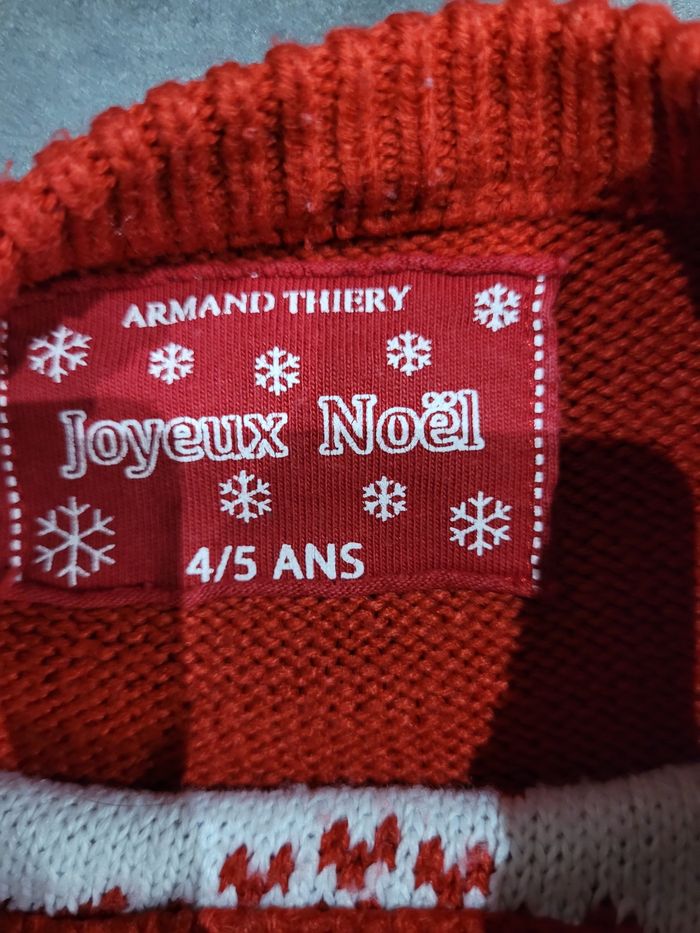 ARMAND THIERY
Joyeux Noël
4/5 ANS